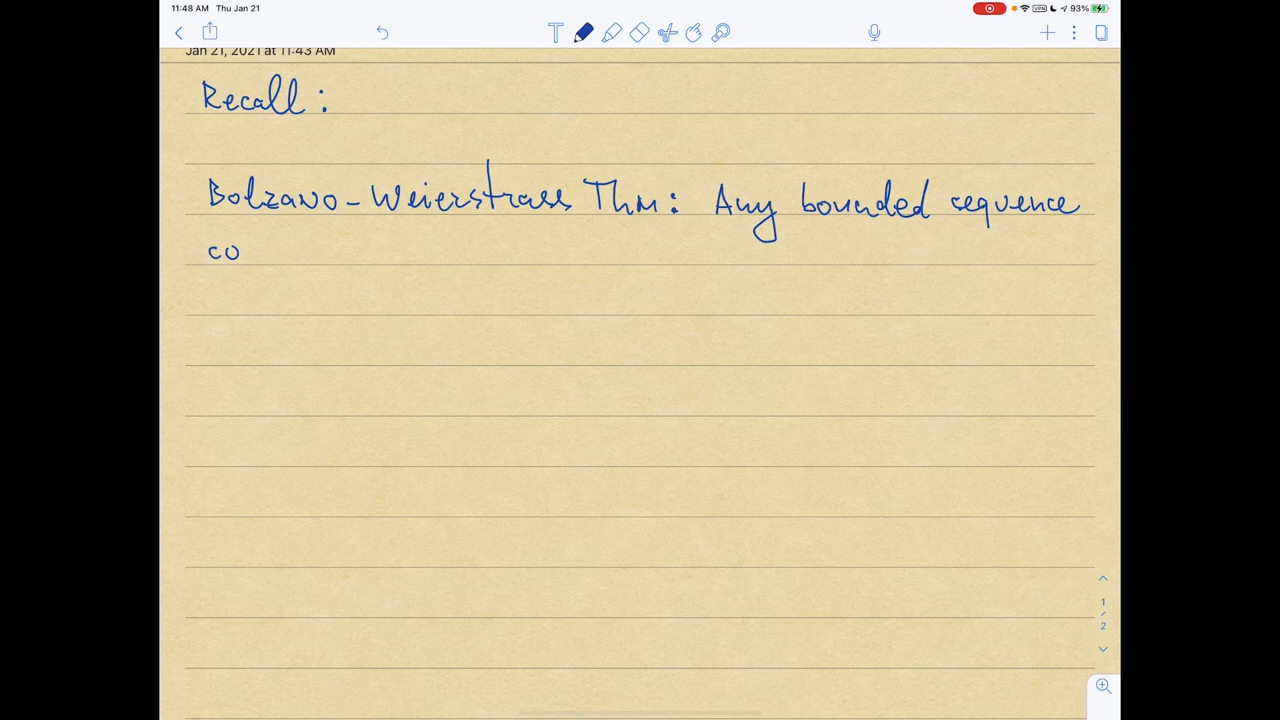 11:48 AM Thu Jan 21
VPN 93%
Jan 21, 2021 at 11:43 AM
Recall:
Bolzano-Weierstrass Thm: Any bounded sequence
co
1
/
2